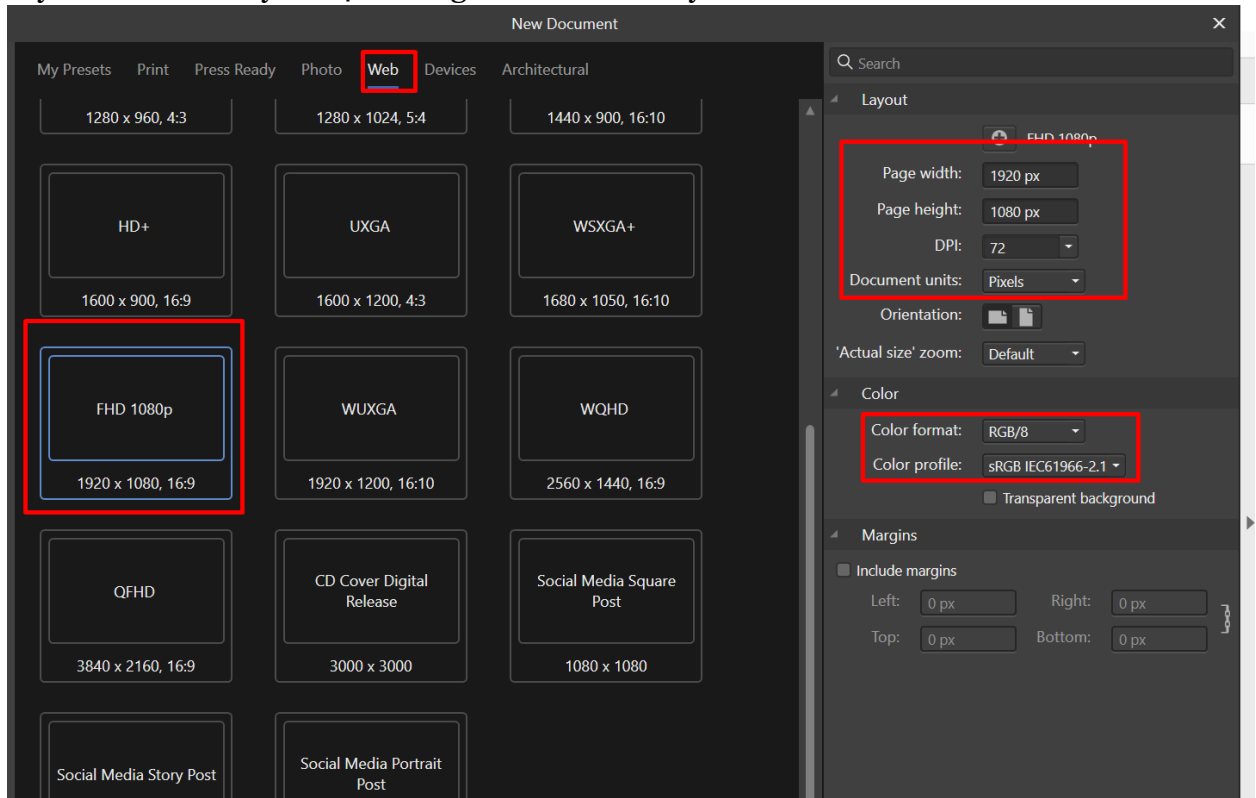 New Document
My Presets Print Press Ready Photo Web Devices Architectural
1280 x 960, 4:3
1280 x 1024, 5:4
1440 x 900, 16:10
HD+
UXGA
WSXGA+
1600 x 900, 16:9
1600 x 1200, 4:3
1680 x 1050, 16:10
FHD 1080p
WUXGA
WQHD
1920 x 1080, 16:9
1920 x 1200, 16:10
2560 x 1440, 16:9
QFHD
CD Cover Digital
Release
Social Media Square
Post
3840 x 2160, 16:9
3000 x 3000
1080 x 1080
Social Media Story Post
Social Media Portrait
Post
Search
Layout
FHD 1080p
Page width: 1920 px
Page height: 1080 px
DPI: 72
Document units: Pixels
Orientation:
'Actual size' zoom: Default
Color
Color format: RGB/8
Color profile: sRGB IEC61966-2.1
Transparent background
Margins
Include margins
Left: 0 px Right: 0 px
Top: 0 px Bottom: 0 px